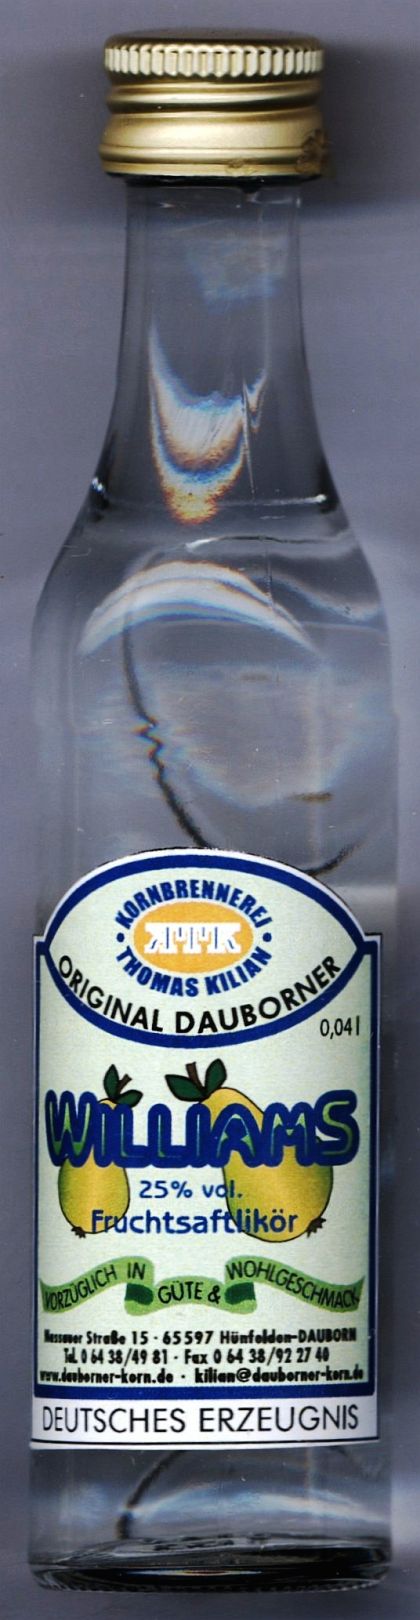 KORNBRENNEREI
KTK
THOMAS KILIAN
ORIGINAL DAUBORNER
0,04 l
WILLIAMS
25% vol.
Fruchtsaftlikör
VORZÜGLICH IN GÜTE & WOHLGESCHMACK
Straße 15 · 65597 Hünfelden-DAUBORN
Tel. 0 64 38/49 81 · Fax 0 64 38/92 27 40
www.dauborner-korn.de · kilian@dauborner-korn.de
DEUTSCHES ERZEUGNIS